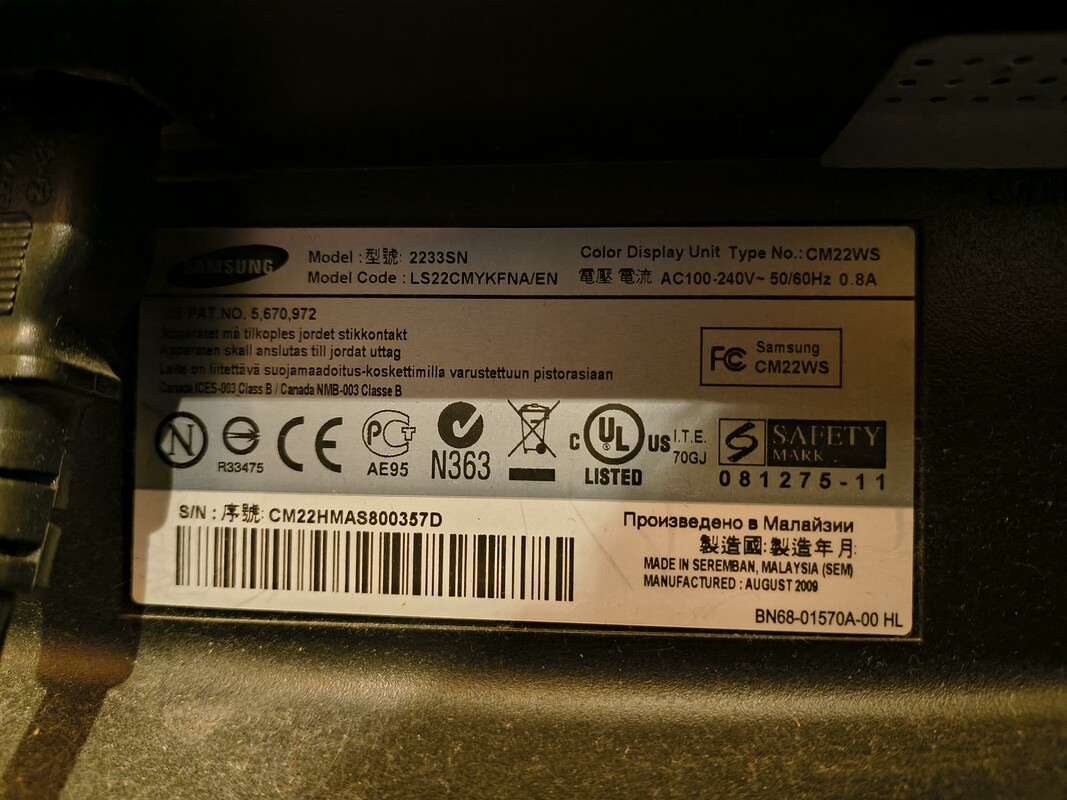 SAMSUNG
Model : 型號: 2233SN
Model Code : LS22CMYKFNA/EN
Color Display Unit Type No.: CM22WS
電壓 電流 AC100-240V~ 50/60Hz 0.8A
US PAT.NO. 5,670,972
Apparatet må tilkoples jordet stikkontakt
Apparaten skall anslutas till jordat uttag
Laite on liitettävä suojamaadoitus-koskettimilla varustettuun pistorasiaan
Canada ICES-003 Class B / Canada NMB-003 Classe B
FC Samsung
CM22WS
N
R33475
CE
PCT
AE95
N363
C UL US
LISTED
I.T.E.
70GJ
S SAFETY
MARK
081275-11
S/N : 序號: CM22HMAS800357D
Произведено в Малайзии
製造國: 製造年月:
MADE IN SEREMBAN, MALAYSIA (SEM)
MANUFACTURED : AUGUST 2009
BN68-01570A-00 HL